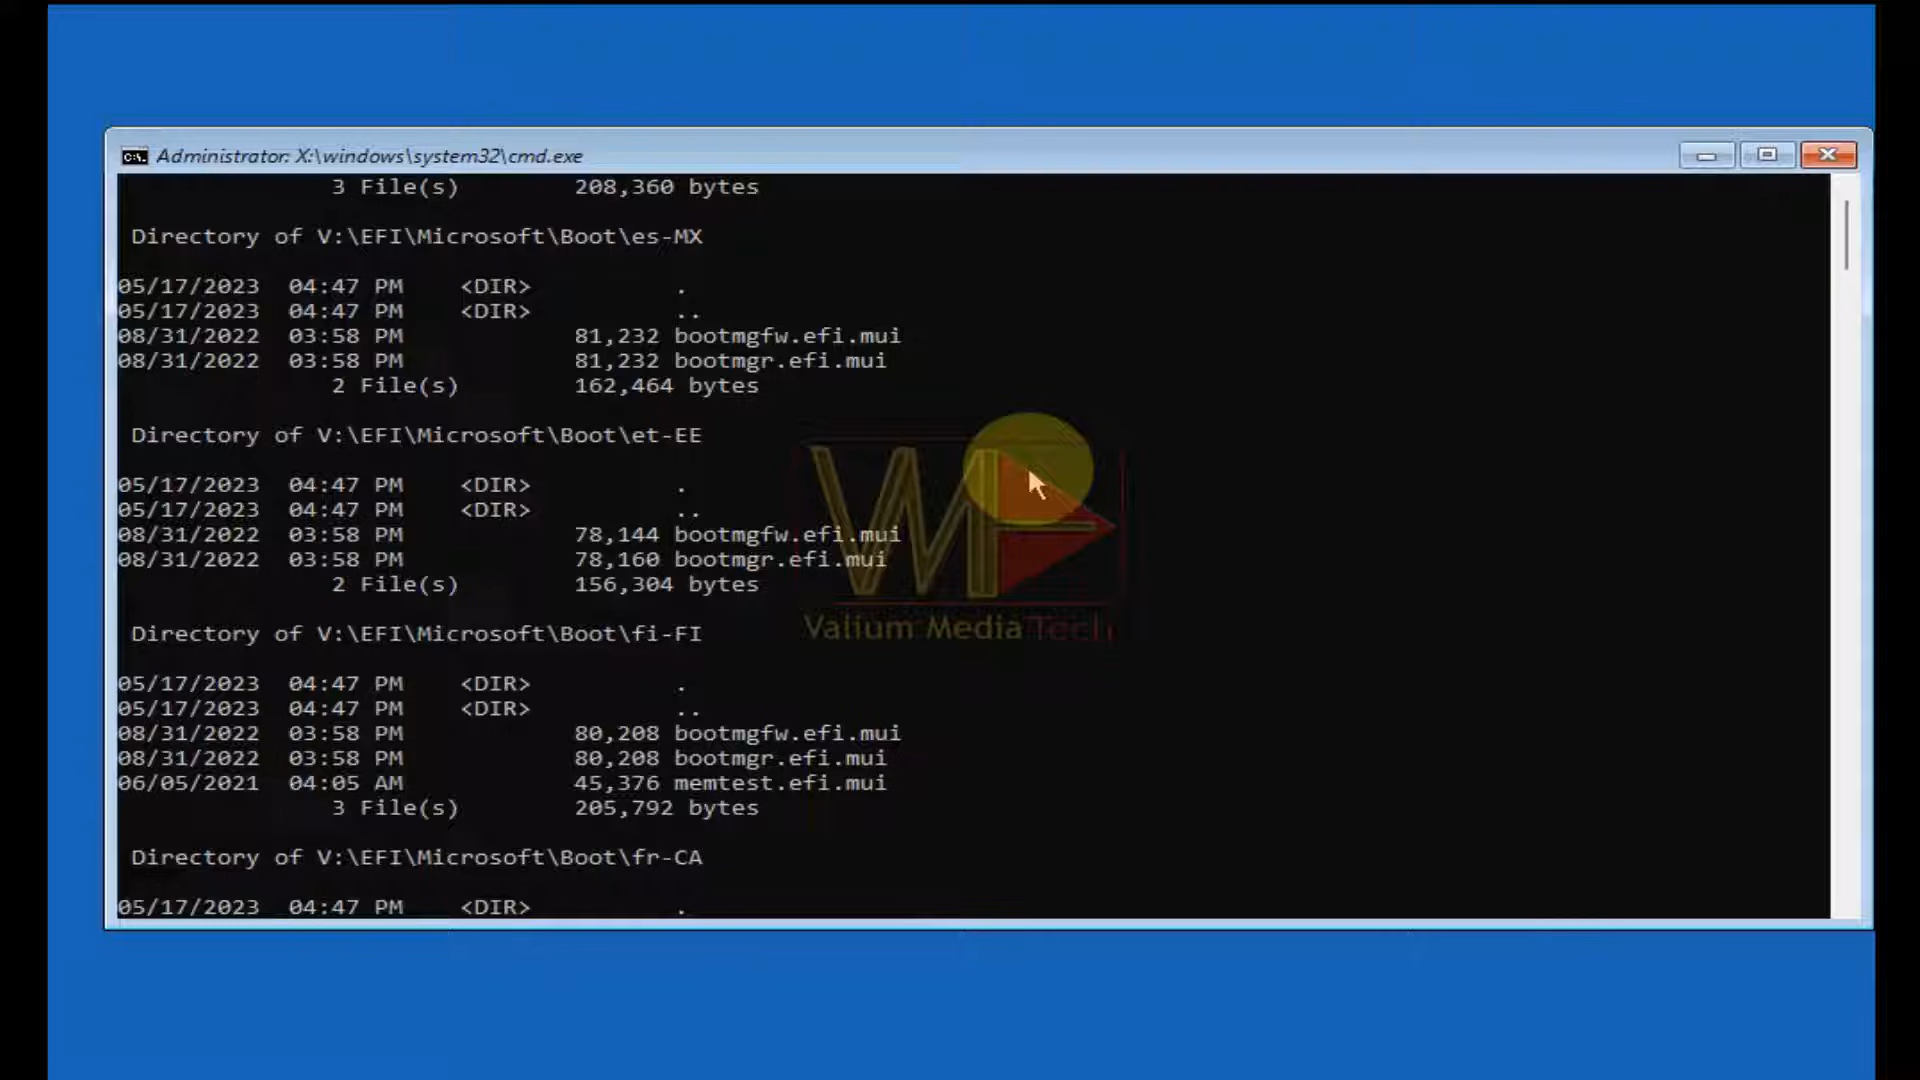 Administrator: X:\windows\system32\cmd.exe
3 File(s) 208,360 bytes
Directory of V:\EFI\Microsoft\Boot\es-MX
05/17/2023 04:47 PM <DIR> .
05/17/2023 04:47 PM <DIR> ..
08/31/2022 03:58 PM 81,232 bootmgfw.efi.mui
08/31/2022 03:58 PM 81,232 bootmgr.efi.mui
2 File(s) 162,464 bytes
Directory of V:\EFI\Microsoft\Boot\et-EE
05/17/2023 04:47 PM <DIR> .
05/17/2023 04:47 PM <DIR> ..
08/31/2022 03:58 PM 78,144 bootmgfw.efi.mui
08/31/2022 03:58 PM 78,160 bootmgr.efi.mui
2 File(s) 156,304 bytes
Valium MediaTech
Directory of V:\EFI\Microsoft\Boot\fi-FI
05/17/2023 04:47 PM <DIR> .
05/17/2023 04:47 PM <DIR> ..
08/31/2022 03:58 PM 80,208 bootmgfw.efi.mui
08/31/2022 03:58 PM 80,208 bootmgr.efi.mui
06/05/2021 04:05 AM 45,376 memtest.efi.mui
3 File(s) 205,792 bytes
Directory of V:\EFI\Microsoft\Boot\fr-CA
05/17/2023 04:47 PM <DIR> .